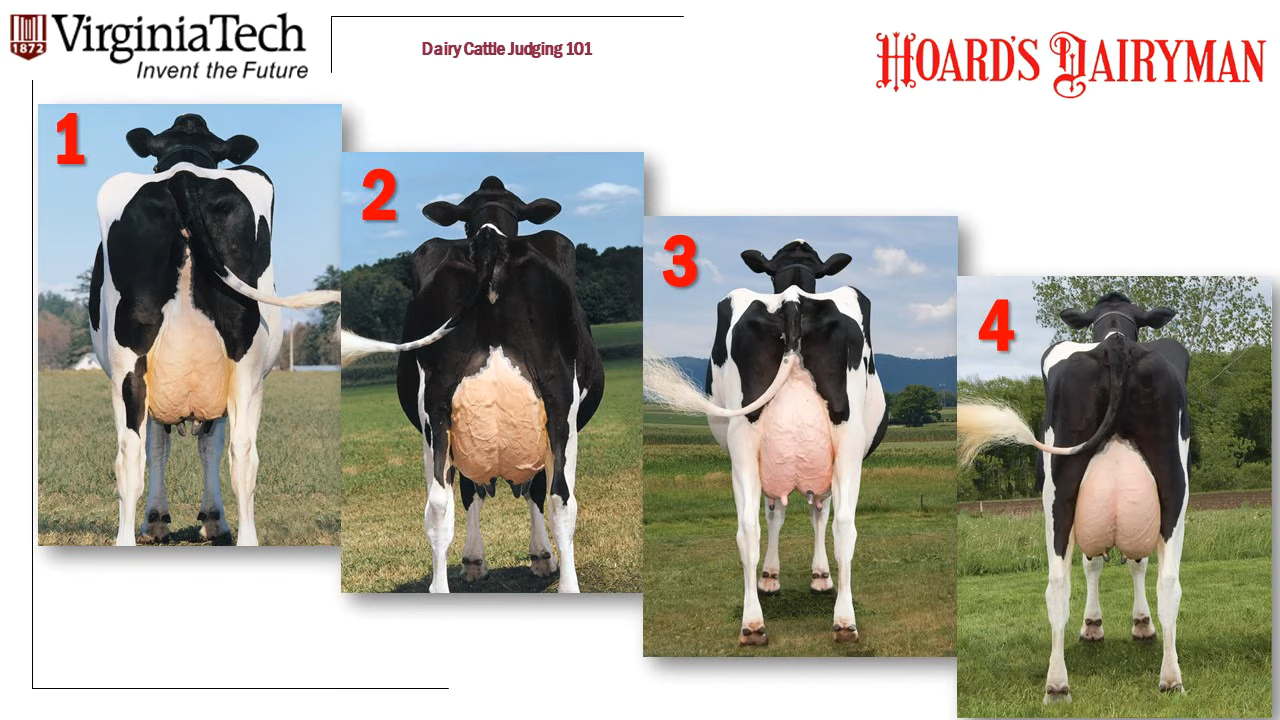 VirginiaTech
1872
Invent the Future
Dairy Cattle Judging 101
HOARD'S DAIRYMAN
1
2
3
4